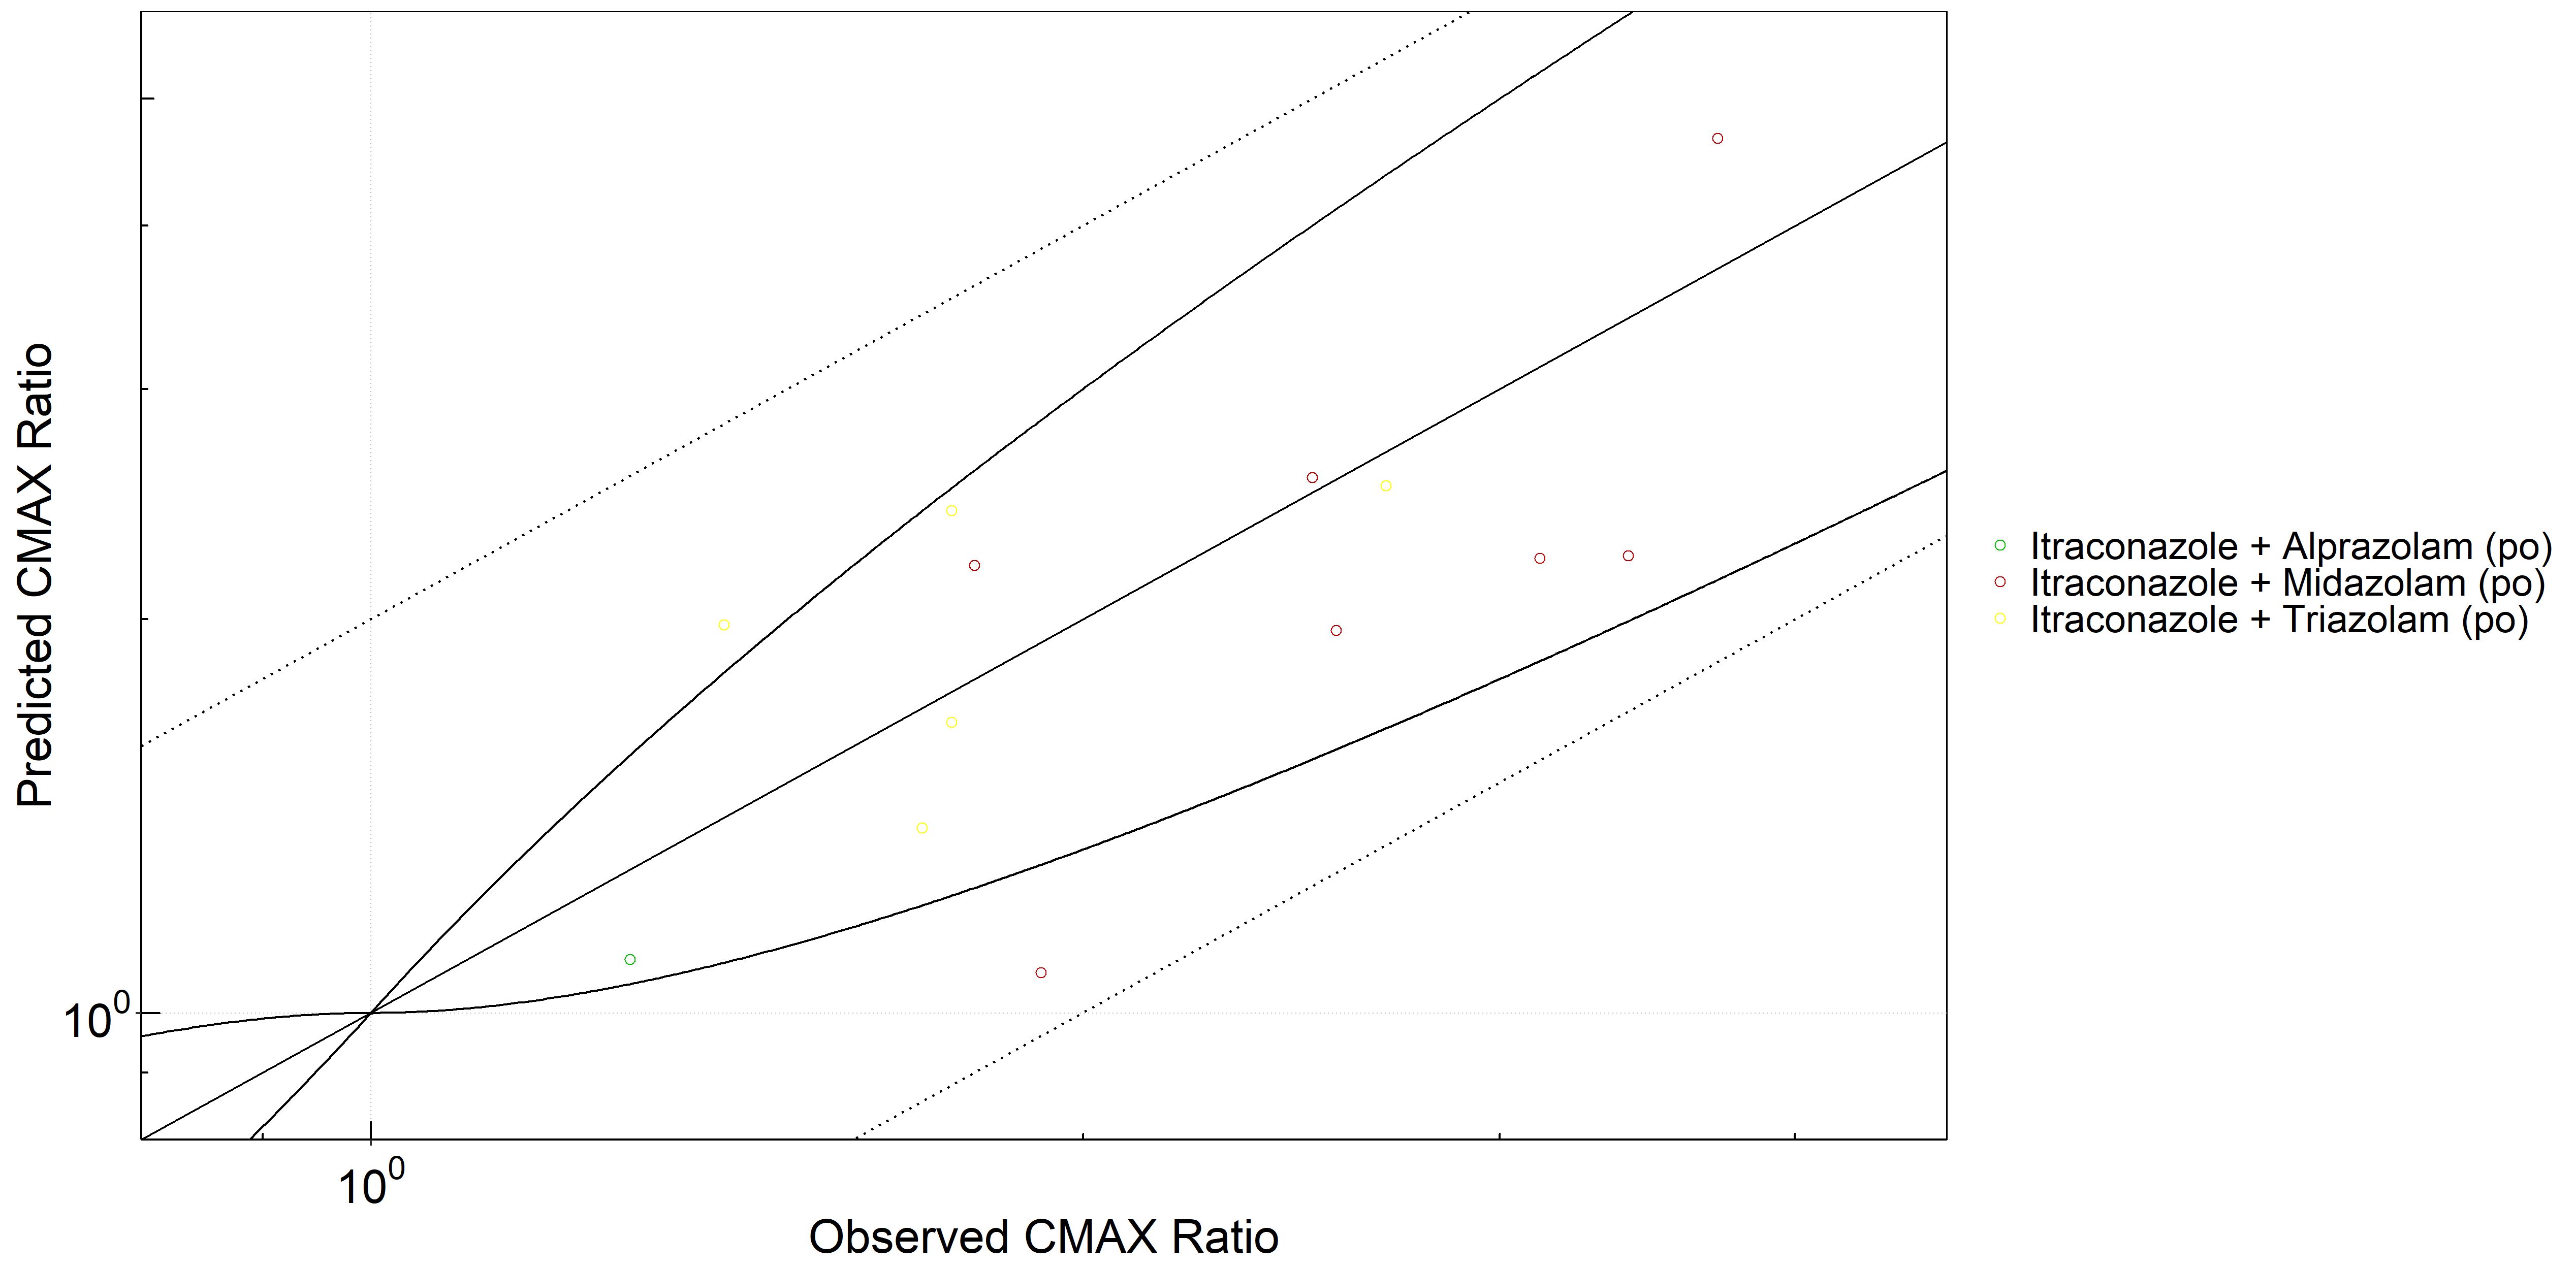 Predicted CMAX Ratio
10⁰
10⁰
Observed CMAX Ratio
Itraconazole + Alprazolam (po)
Itraconazole + Midazolam (po)
Itraconazole + Triazolam (po)